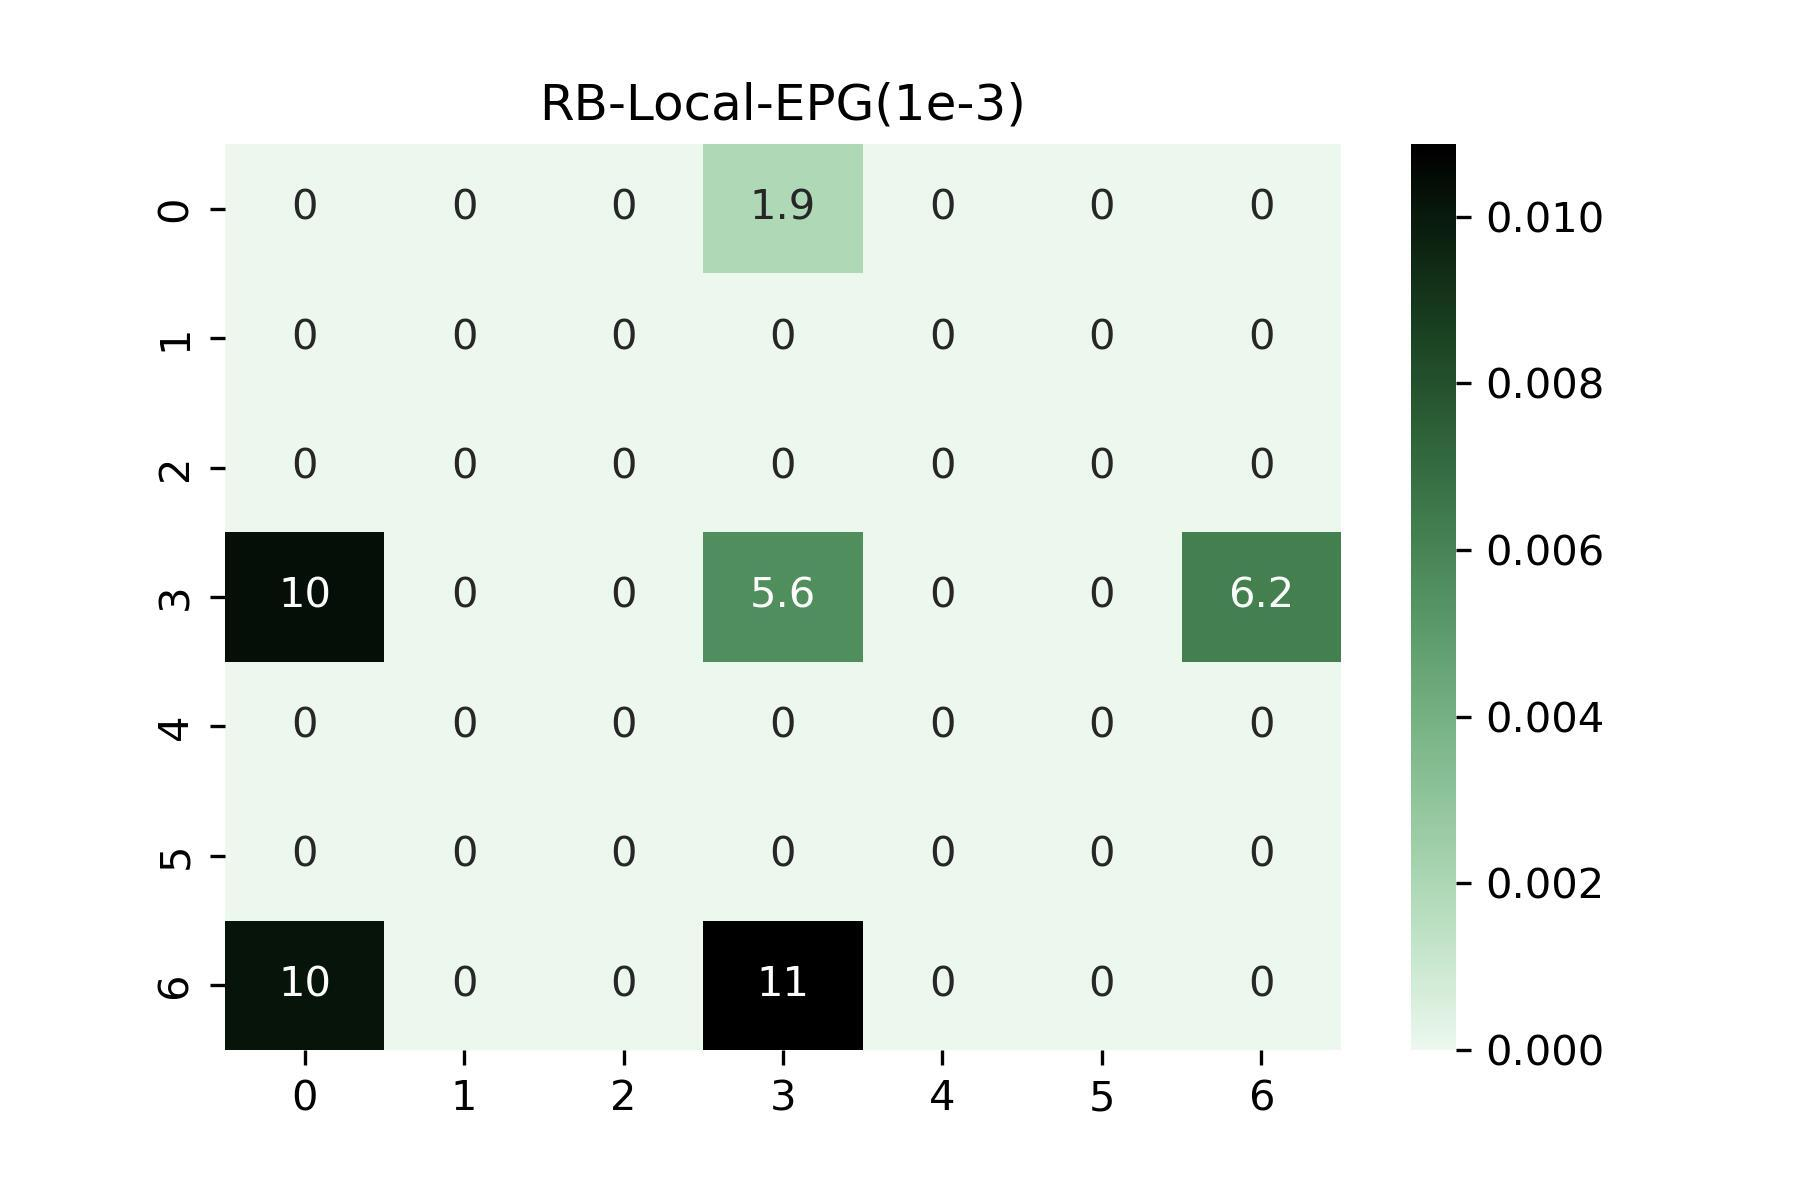 RB-Local-EPG(1e-3)
0 0 0 0 1.9 0 0 0
1 0 0 0 0 0 0 0
2 0 0 0 0 0 0 0
3 10 0 0 5.6 0 0 6.2
4 0 0 0 0 0 0 0
5 0 0 0 0 0 0 0
6 10 0 0 11 0 0 0
0 1 2 3 4 5 6
0.010
0.008
0.006
0.004
0.002
0.000